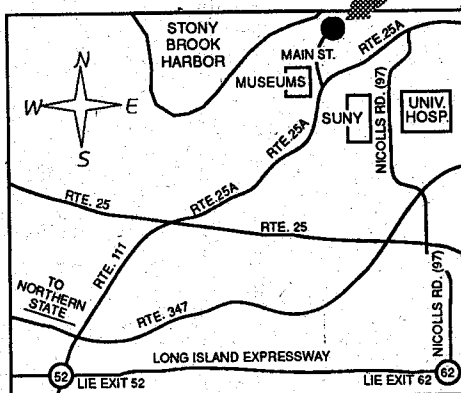 STONY
BROOK
HARBOR
MAIN ST.
RTE.25A
MUSEUMS
N
W
E
S
SUNY
UNIV.
HOSP.
NICOLLS RD. (97)
RTE.25A
RTE. 25
RTE.25A
RTE. 25
RTE. 111
TO
NORTHERN
STATE
RTE. 347
NICOLLS RD. (97)
LONG ISLAND EXPRESSWAY
52
LIE EXIT 52
LIE EXIT 62
62